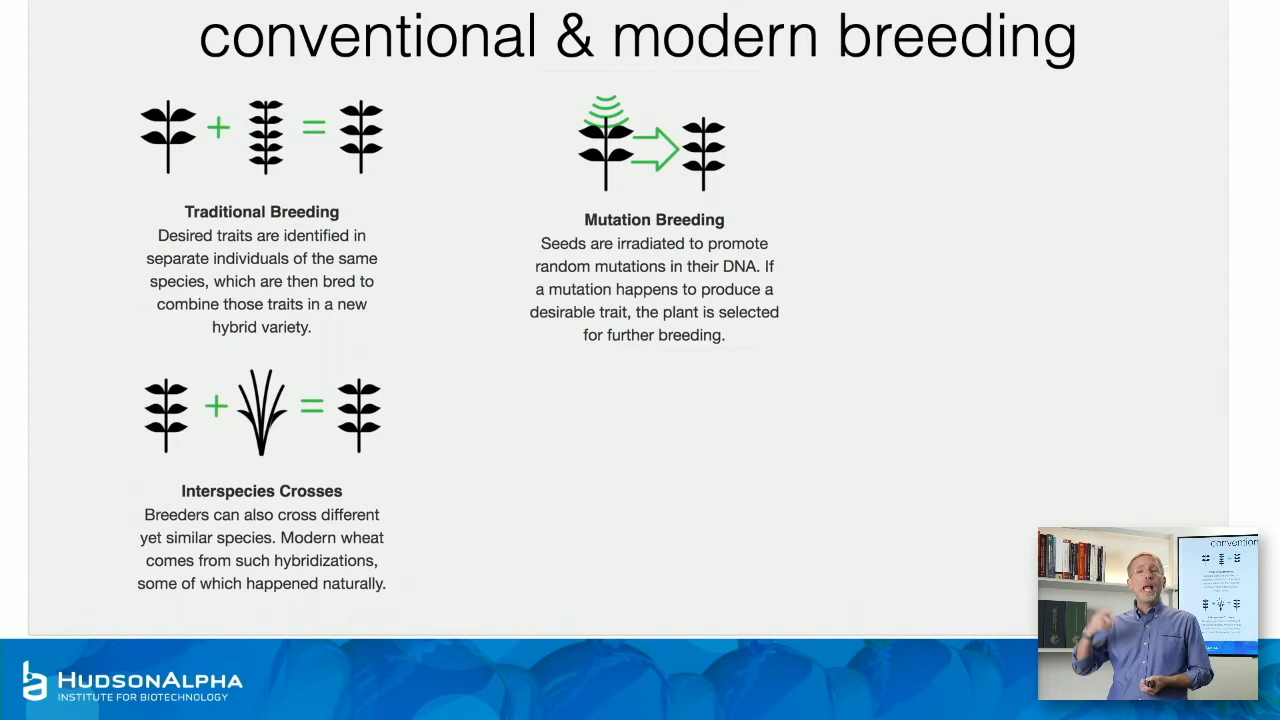 conventional & modern breeding
Traditional Breeding
Desired traits are identified in
separate individuals of the same
species, which are then bred to
combine those traits in a new
hybrid variety.
Mutation Breeding
Seeds are irradiated to promote
random mutations in their DNA. If
a mutation happens to produce a
desirable trait, the plant is selected
for further breeding.
Interspecies Crosses
Breeders can also cross different
yet similar species. Modern wheat
comes from such hybridizations,
some of which happened naturally.
HUDSONALPHA
INSTITUTE FOR BIOTECHNOLOGY
convention